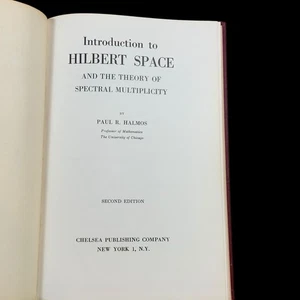 Introduction to
HILBERT SPACE
AND THE THEORY OF
SPECTRAL MULTIPLICITY
BY
PAUL R. HALMOS
Professor of Mathematics
The University of Chicago
SECOND EDITION
CHELSEA PUBLISHING COMPANY
NEW YORK 1, N.Y.